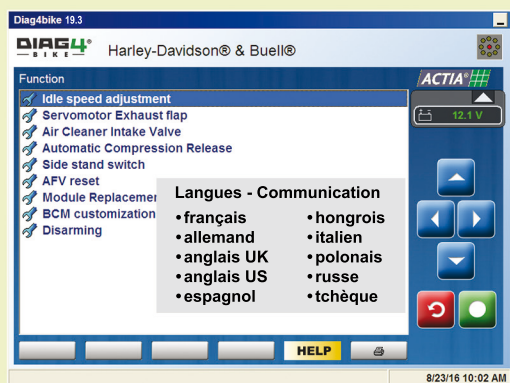 Diag4bike 19.3
DIAG4®
BIKE
Harley-Davidson® & Buell®
Function
ACTIA®
12.1 V
Idle speed adjustment
Servomotor Exhaust flap
Air Cleaner Intake Valve
Automatic Compression Release
Side stand switch
AFV reset
Module Replacemen
BCM customization
Disarming
Langues - Communication
•français
•allemand
•anglais UK
•anglais US
•espagnol
•hongrois
•italien
•polonais
•russe
•tchèque
HELP
8/23/16 10:02 AM